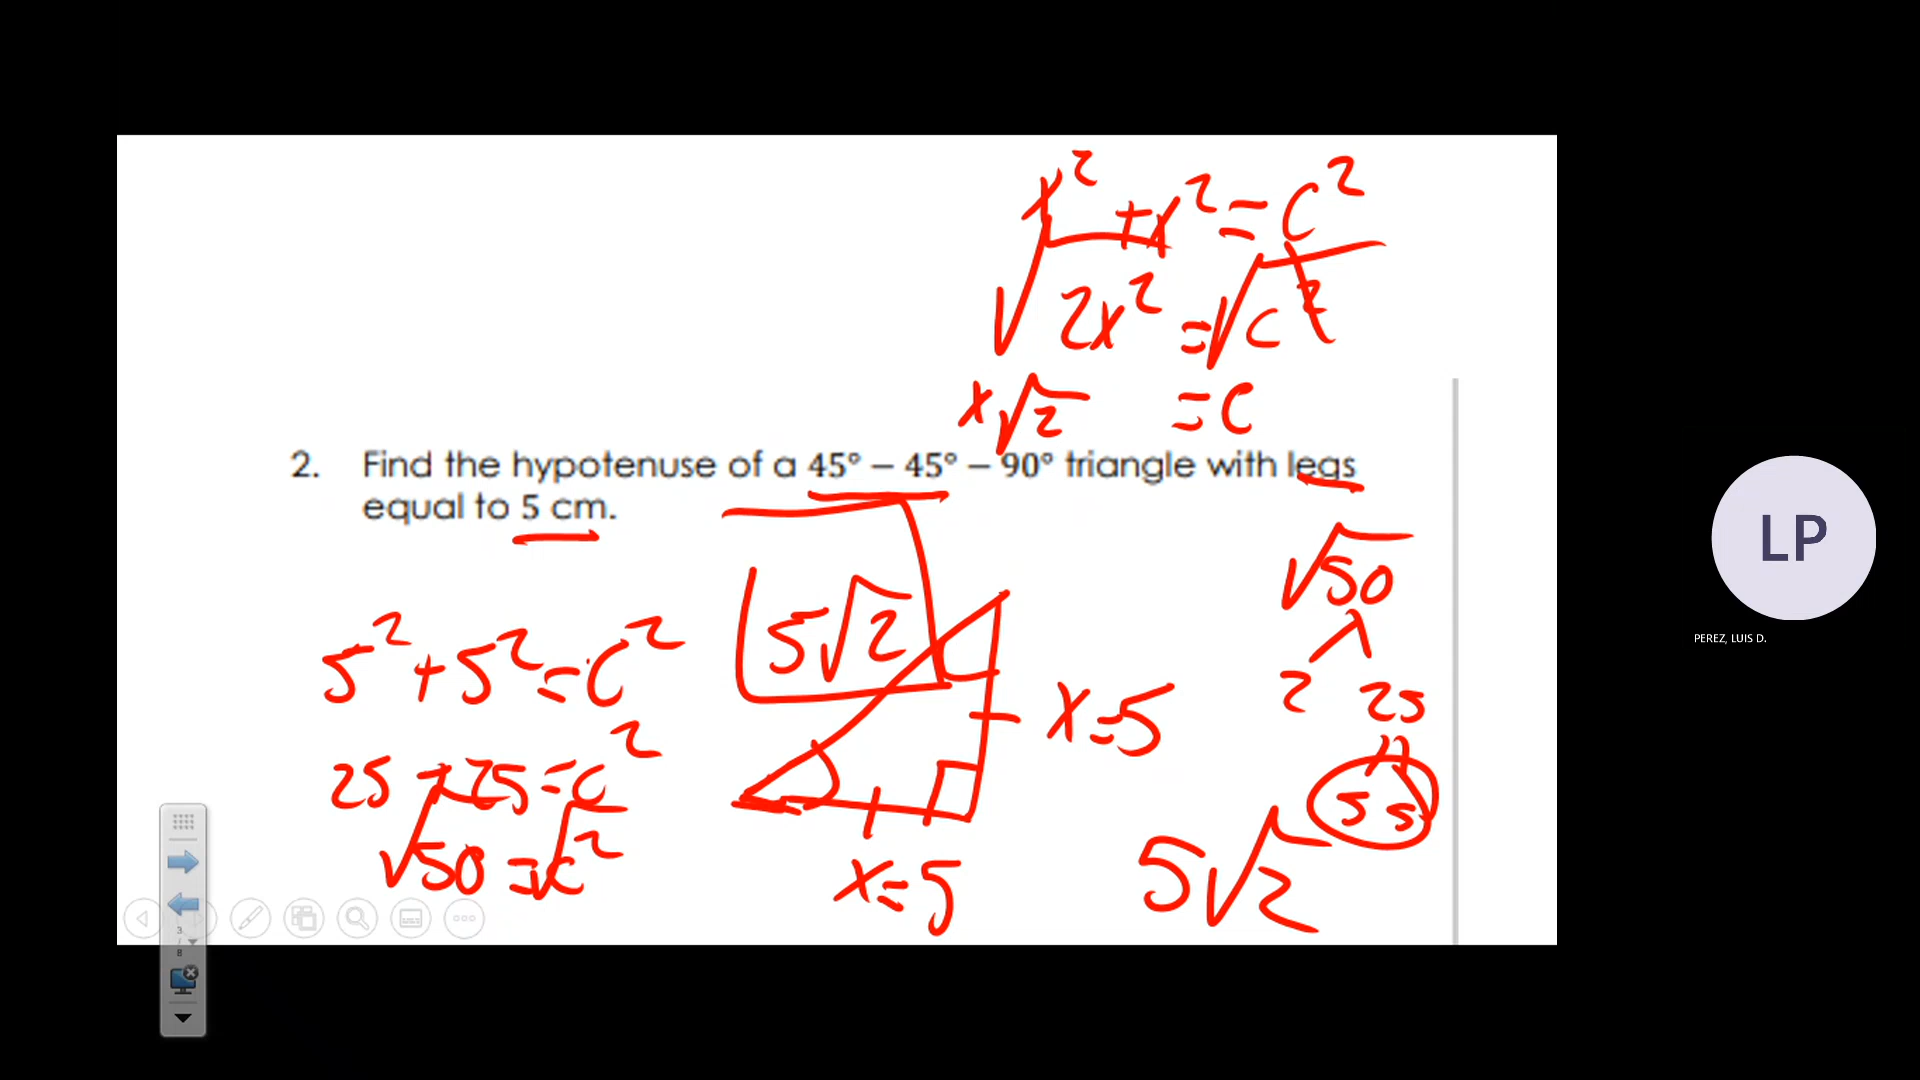 x² + x² = c²
√2x² = √c²
x√2 = c
2. Find the hypotenuse of a 45° – 45° – 90° triangle with legs
equal to 5 cm.
5² + 5² = c²
25 + 25 = c²
√50 = √c²
5√2
x=5
x=5
√50
2 25
5 5
5√2
LP
PEREZ, LUIS D.
3
/
8